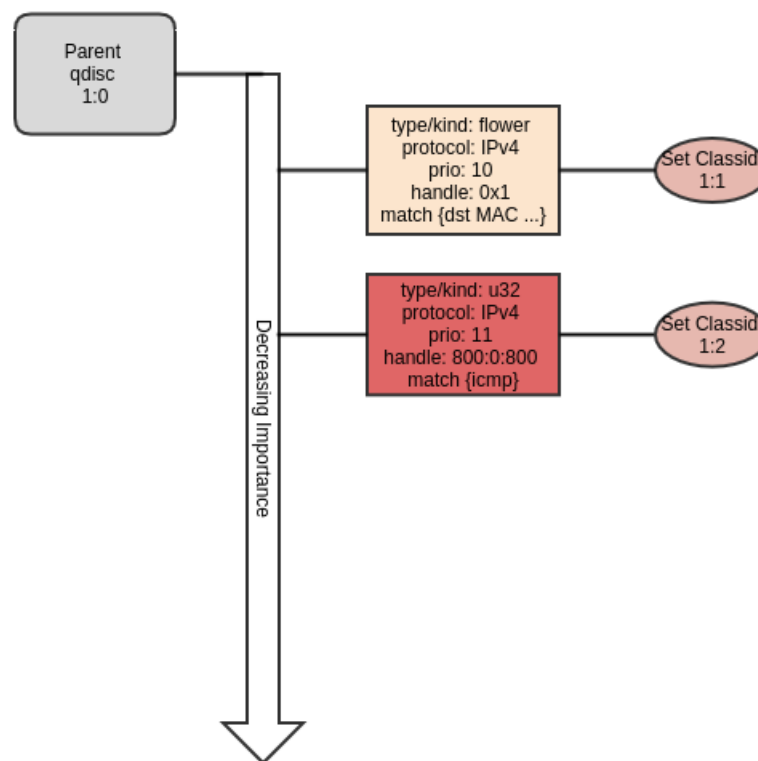 Parent
qdisc
1:0
type/kind: flower
protocol: IPv4
prio: 10
handle: 0x1
match {dst MAC ...}
Set Classid
1:1
type/kind: u32
protocol: IPv4
prio: 11
handle: 800:0:800
match {icmp}
Set Classid
1:2
Decreasing Importance